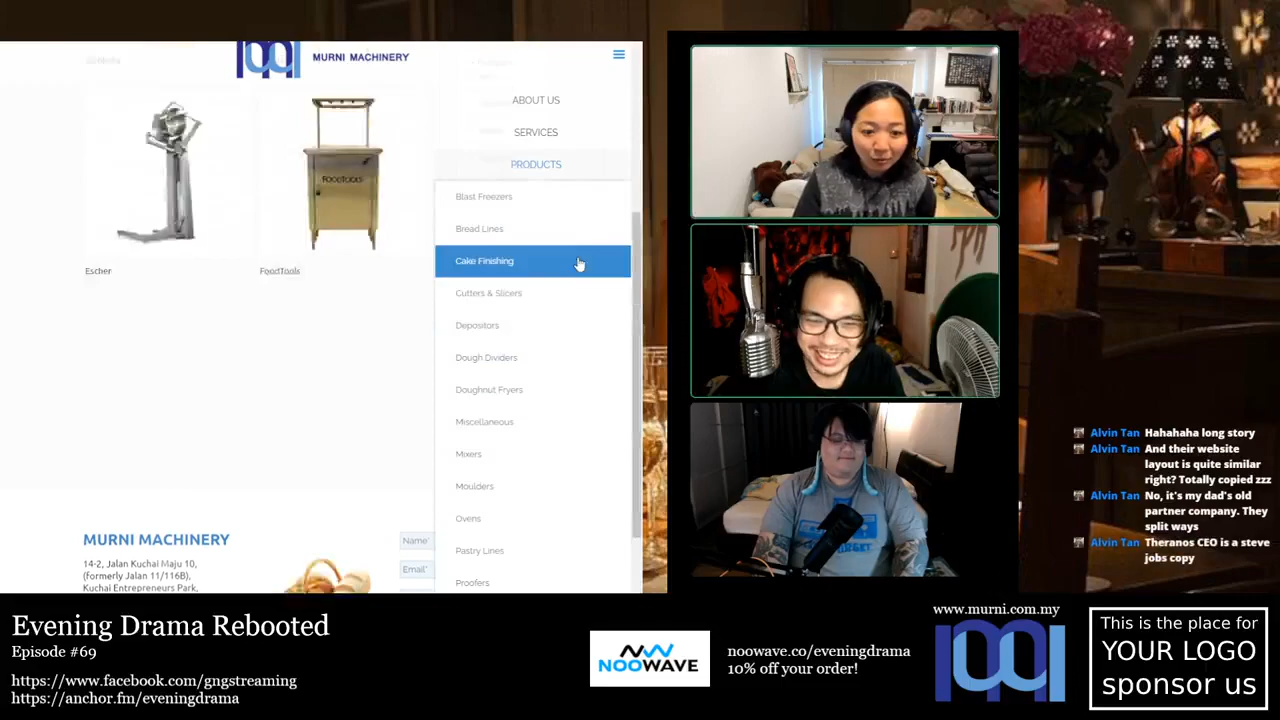 MURNI MACHINERY
ABOUT US
SERVICES
PRODUCTS
Blast Freezers
Bread Lines
Cake Finishing
Cutters & Slicers
Depositors
Dough Dividers
Doughnut Fryers
Miscellaneous
Mixers
Moulders
Ovens
Pastry Lines
Proofers
FOODTOOLS
Escher
FoodTools
MURNI MACHINERY
14-2, Jalan Kuchai Maju 10,
(formerly Jalan 11/116B),
Kuchai Entrepreneurs Park,
Name*
Email*
Alvin Tan Hahahaha long story
Alvin Tan And their website
layout is quite similar
right? Totally copied zzz
Alvin Tan No, it's my dad's old
partner company. They
split ways
Alvin Tan Theranos CEO is a steve
jobs copy
Evening Drama Rebooted
Episode #69
https://www.facebook.com/gngstreaming
https://anchor.fm/eveningdrama
NOOWAVE
noowave.co/eveningdrama
10% off your order!
www.murni.com.my
This is the place for
YOUR LOGO
sponsor us